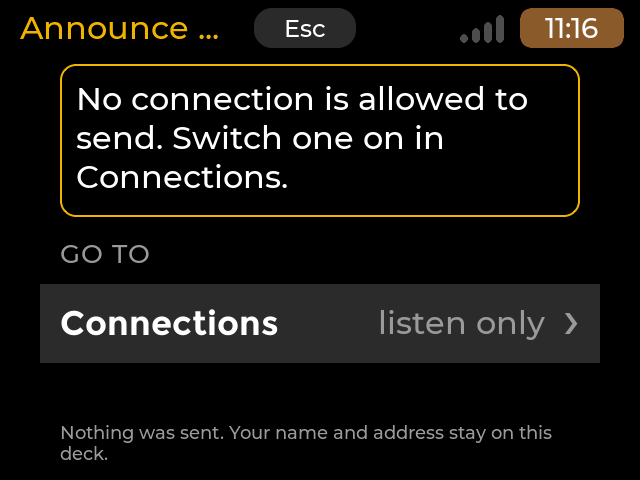 Announce ...
Esc
11:16
No connection is allowed to
send. Switch one on in
Connections.
GO TO
Connections listen only ❯
Nothing was sent. Your name and address stay on this
deck.